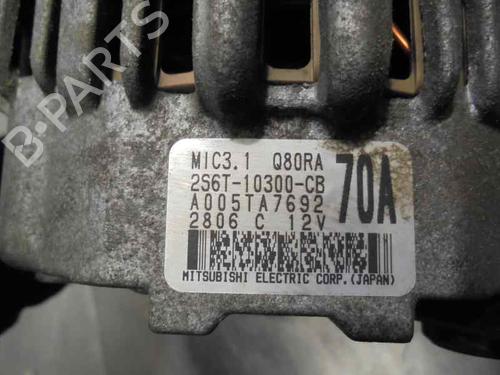 B-PARTS
MIC3.1 Q80RA
2S6T-10300-CB 70A
A005TA7692
2806 C 12V
MITSUBISHI ELECTRIC CORP.(JAPAN)